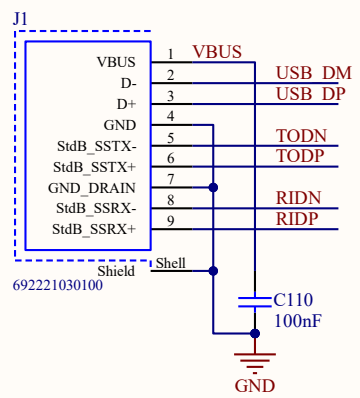 J1
VBUS 1 VBUS
D- 2 USB_DM
D+ 3 USB_DP
GND 4
StdB_SSTX- 5 TODN
StdB_SSTX+ 6 TODP
GND_DRAIN 7
StdB_SSRX- 8 RIDN
StdB_SSRX+ 9 RIDP
Shield Shell
692221030100
C110
100nF
GND